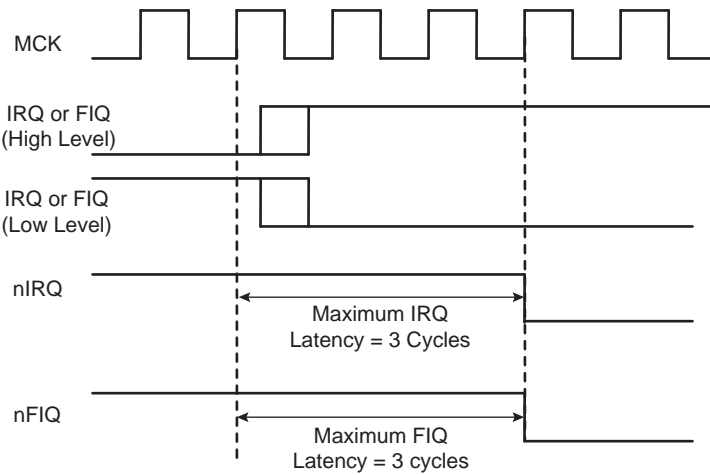 MCK
IRQ or FIQ
(High Level)
IRQ or FIQ
(Low Level)
nIRQ
Maximum IRQ
Latency = 3 Cycles
nFIQ
Maximum FIQ
Latency = 3 cycles